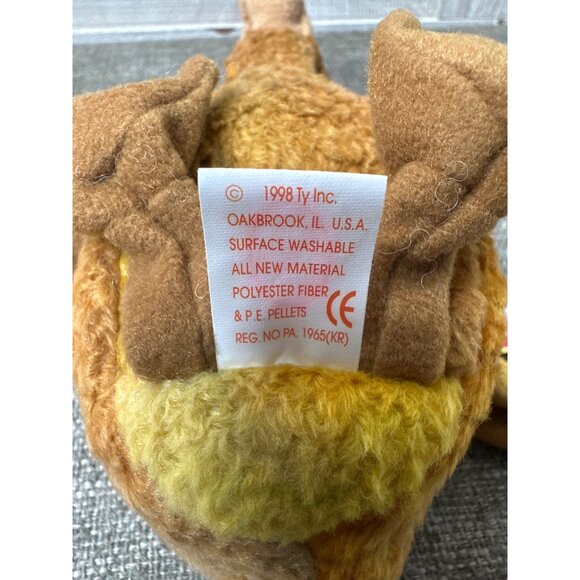 © 1998 Ty Inc.
OAKBROOK, IL. U.S.A.
SURFACE WASHABLE
ALL NEW MATERIAL
POLYESTER FIBER
& P.E. PELLETS CE
REG. NO PA. 1965(KR)